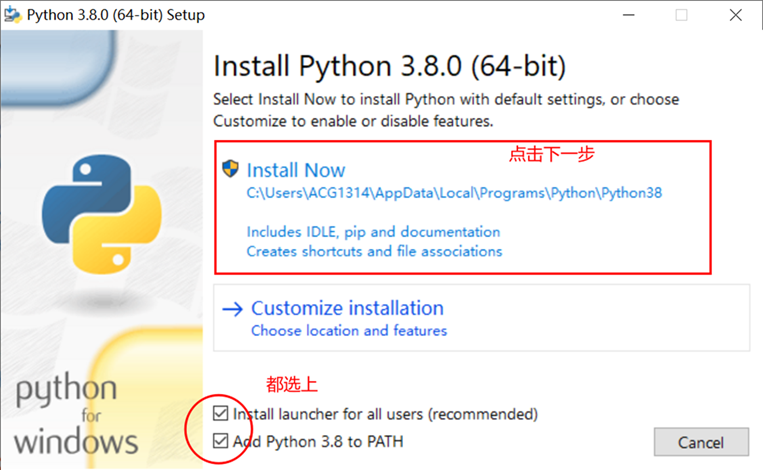 Python 3.8.0 (64-bit) Setup
Install Python 3.8.0 (64-bit)
Select Install Now to install Python with default settings, or choose
Customize to enable or disable features.
点击下一步
Install Now
C:\Users\ACG1314\AppData\Local\Programs\Python\Python38
Includes IDLE, pip and documentation
Creates shortcuts and file associations
Customize installation
Choose location and features
都选上
Install launcher for all users (recommended)
Add Python 3.8 to PATH
Cancel
python
for
windows